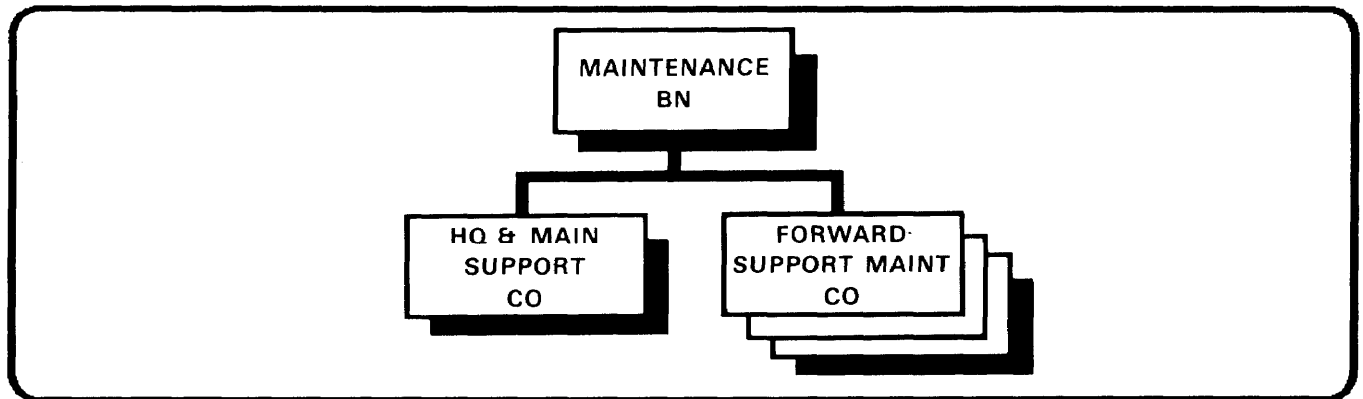 MAINTENANCE
BN
HQ & MAIN
SUPPORT
CO
FORWARD-
SUPPORT MAINT
CO